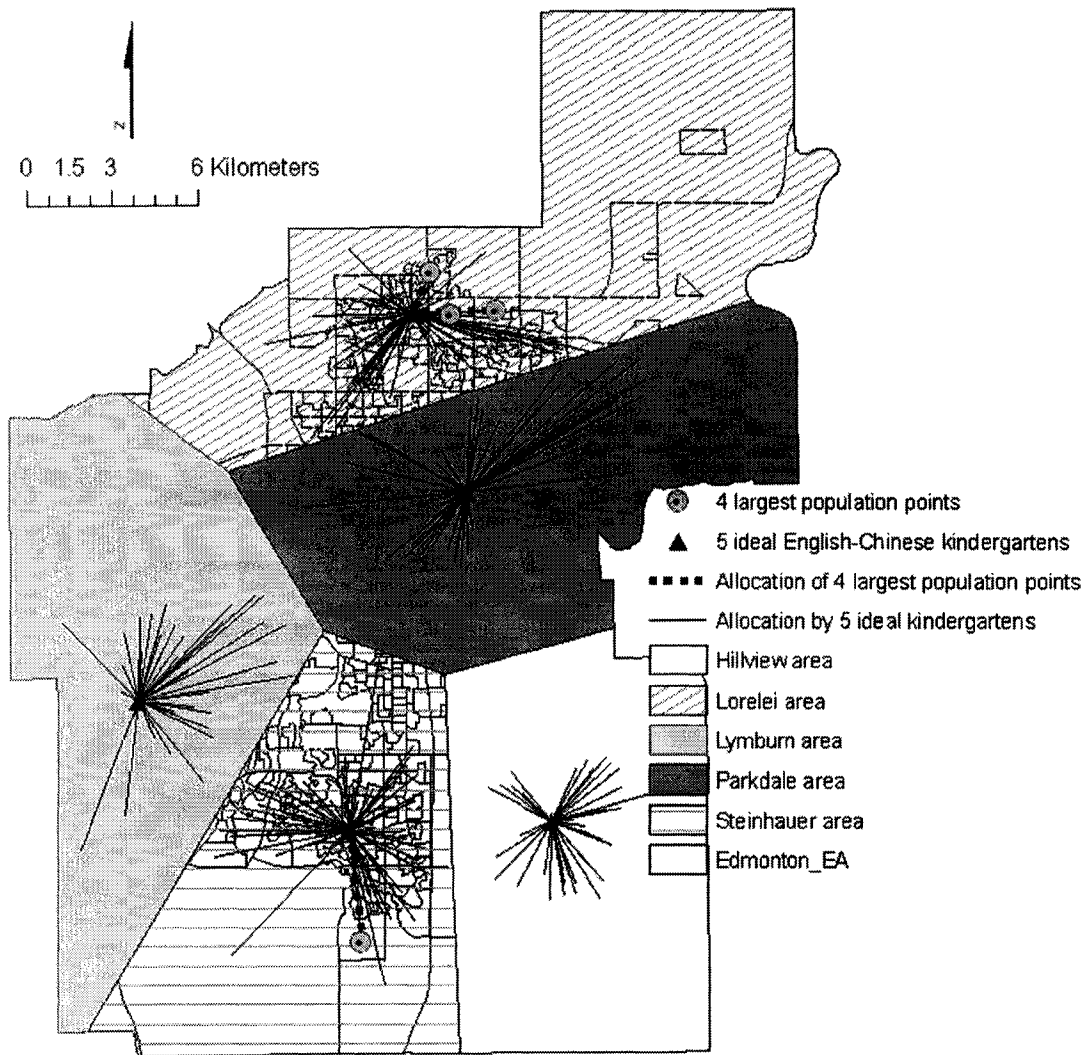 z
0 1.5 3 6 Kilometers
4 largest population points
5 ideal English-Chinese kindergartens
Allocation of 4 largest population points
Allocation by 5 ideal kindergartens
Hillview area
Lorelei area
Lymburn area
Parkdale area
Steinhauer area
Edmonton_EA